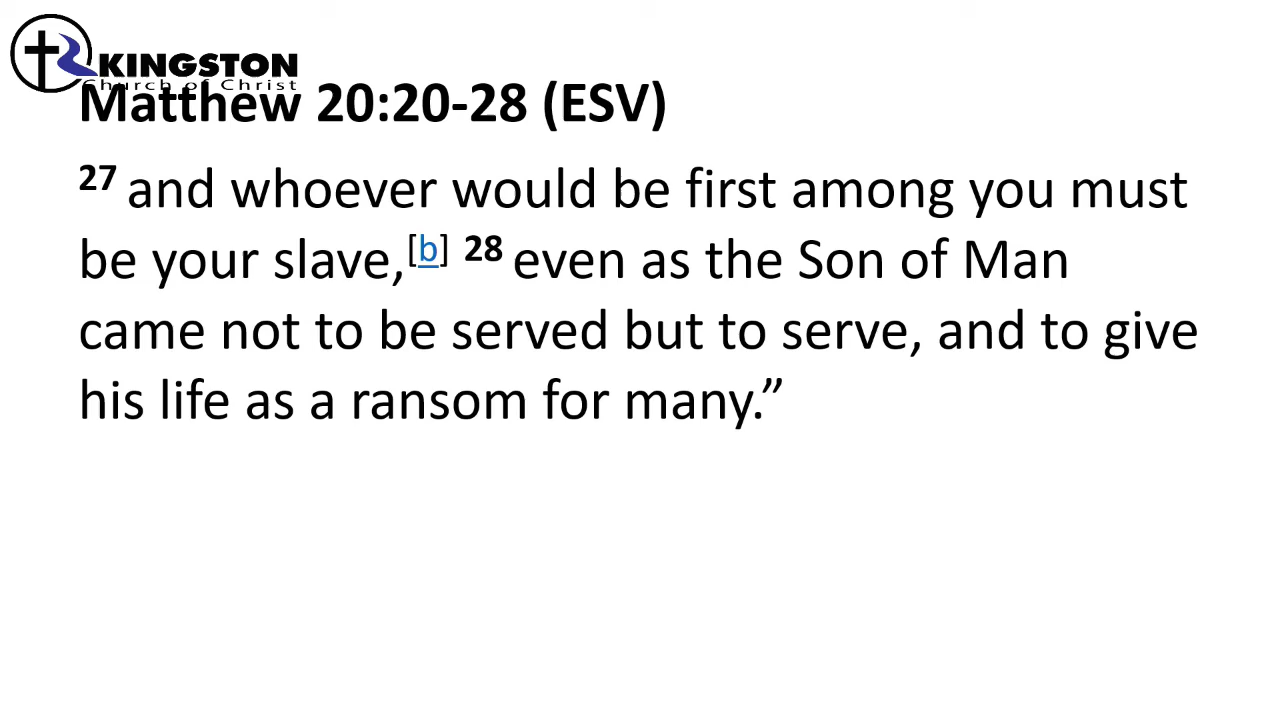 KINGSTON
Church of Christ
Matthew 20:20-28 (ESV)
27 and whoever would be first among you must
be your slave,[b] 28 even as the Son of Man
came not to be served but to serve, and to give
his life as a ransom for many.”